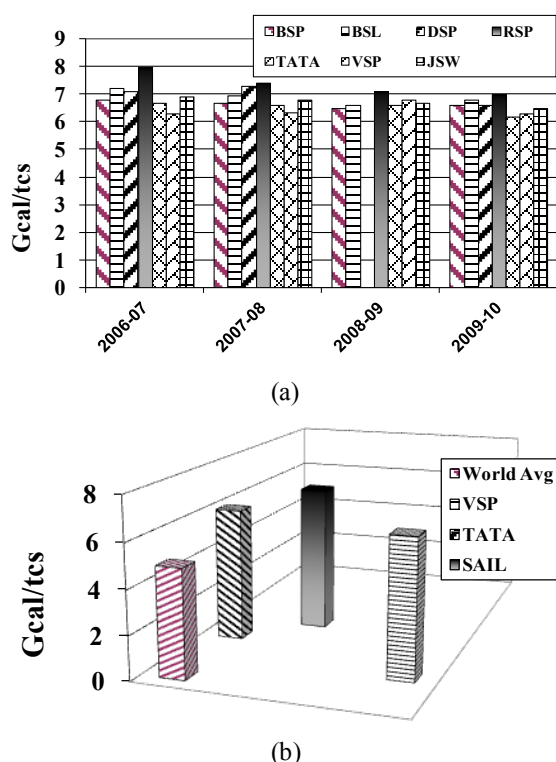 BSP BSL DSP RSP
TATA VSP JSW
9
8
7
6
5
4
3
2
1
0
Gcal/tcs
2006-07 2007-08 2008-09 2009-10
(a)
World Avg
VSP
TATA
SAIL
8
6
4
2
0
Gcal/tcs
(b)